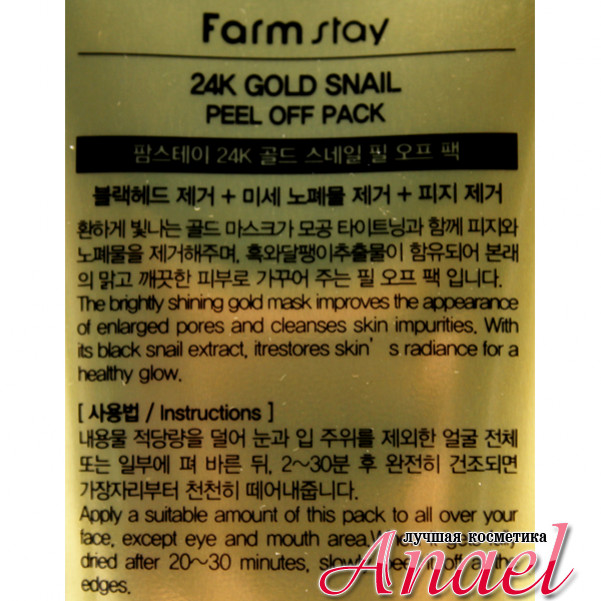 Farm stay
24K GOLD SNAIL
PEEL OFF PACK
팜스테이 24K 골드 스네일 필 오프 팩
블랙헤드 제거 + 미세 노폐물 제거 + 피지 제거
환하게 빛나는 골드 마스크가 모공 타이트닝과 함께 피지와
노폐물을 제거해주며, 흑와달팽이추출물이 함유되어 본래
의 맑고 깨끗한 피부로 가꾸어 주는 필 오프 팩 입니다.
The brightly shining gold mask improves the appearance
of enlarged pores and cleanses skin impurities. With
its black snail extract, itrestores skin's radiance for a
healthy glow.
[ 사용법 / Instructions ]
내용물 적당량을 덜어 눈과 입 주위를 제외한 얼굴 전체
또는 일부에 펴 바른 뒤, 2~30분 후 완전히 건조되면
가장자리부터 천천히 떼어내줍니다.
Apply a suitable amount of this pack to all over your
face, except eye and mouth area.
dried after 20~30 minutes, off the
edges.
лучшая косметика
Anael